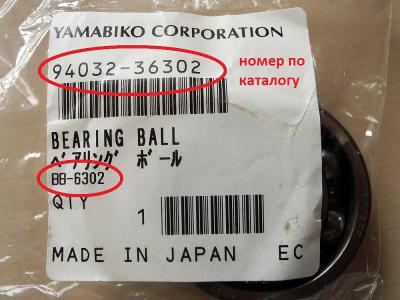 YAMABIKO CORPORATION
94032-36302
номер по
каталогу
BEARING BALL
ベアリング ボール
BB-6302
QTY
1
MADE IN JAPAN EC